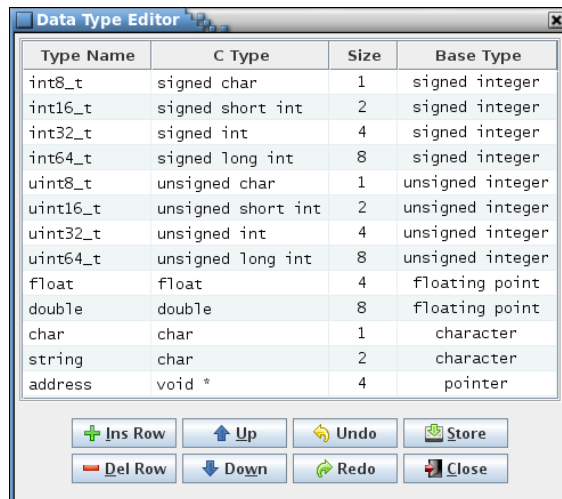 Data Type Editor
Type Name C Type Size Base Type
int8_t signed char 1 signed integer
int16_t signed short int 2 signed integer
int32_t signed int 4 signed integer
int64_t signed long int 8 signed integer
uint8_t unsigned char 1 unsigned integer
uint16_t unsigned short int 2 unsigned integer
uint32_t unsigned int 4 unsigned integer
uint64_t unsigned long int 8 unsigned integer
float float 4 floating point
double double 8 floating point
char char 1 character
string char 2 character
address void * 4 pointer
Ins Row Up Undo Store
Del Row Down Redo Close